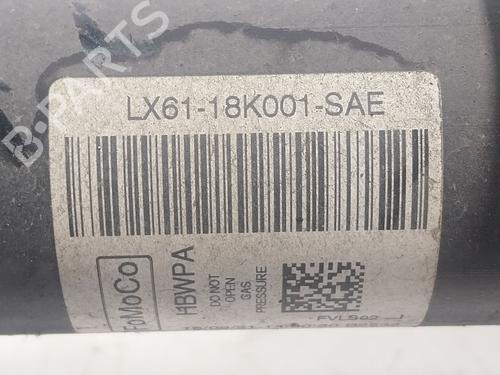 LX61-18K001-SAE
FoMoCo
HBWPA
DO NOT
OPEN
GAS
PRESSURE
B-PARTS